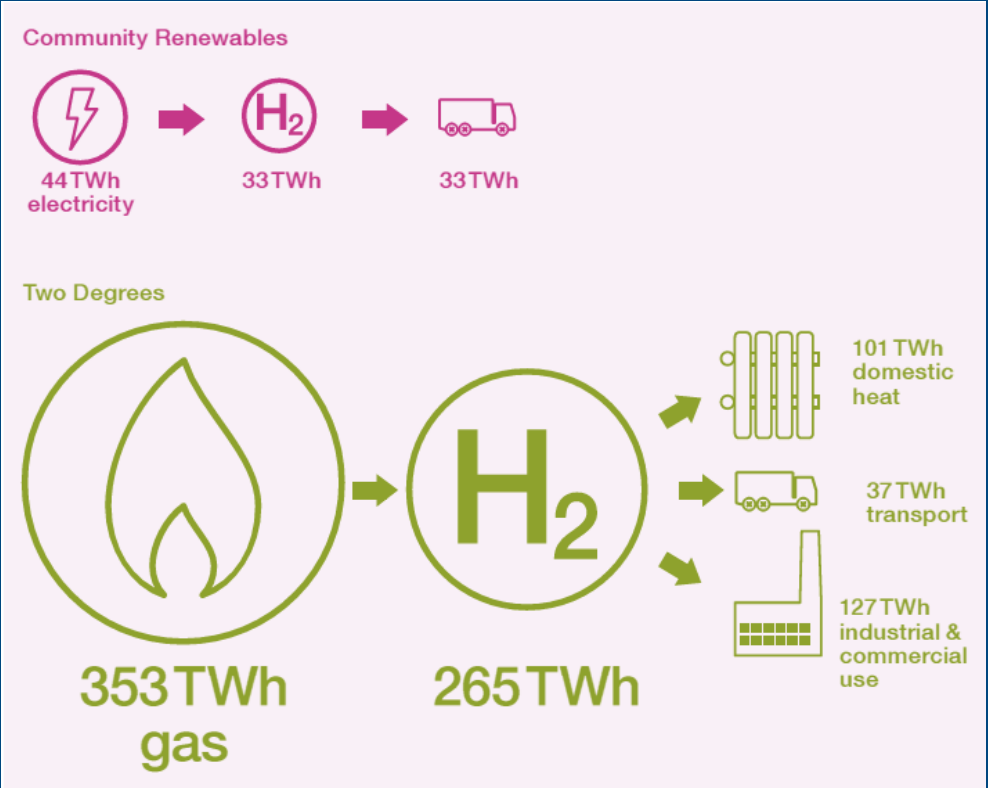 Community Renewables
H2
44 TWh
electricity
33 TWh
33 TWh
Two Degrees
H2
101 TWh
domestic
heat
37 TWh
transport
127 TWh
industrial &
commercial
use
353 TWh
gas
265 TWh